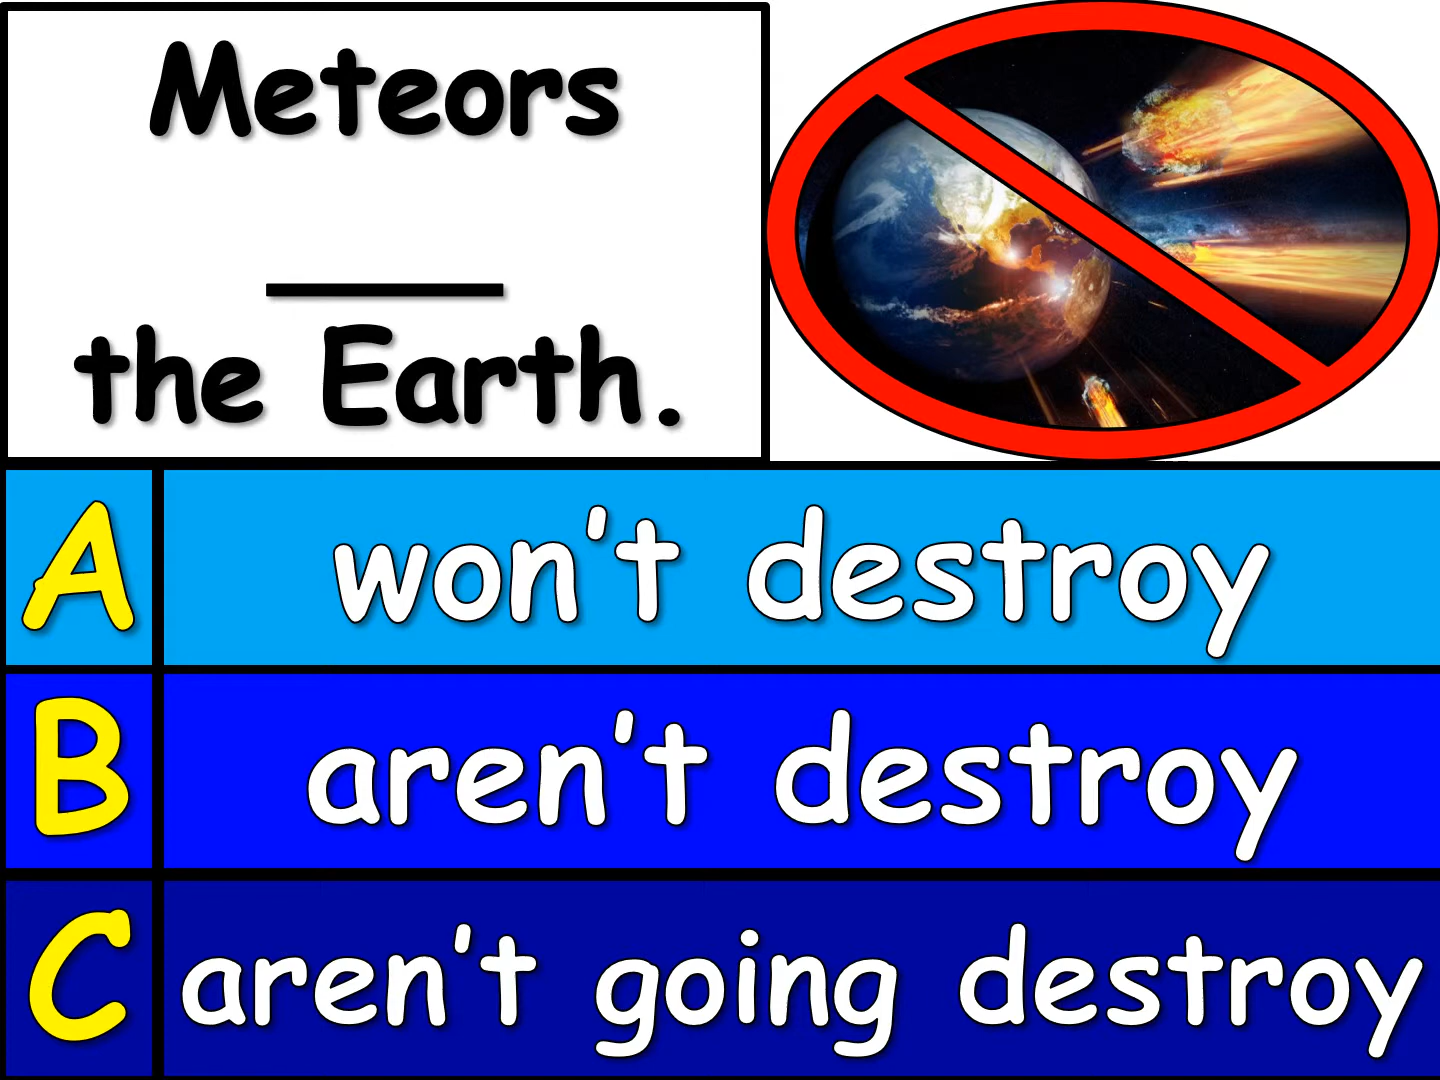 Meteors
____
the Earth.
A won't destroy
B aren't destroy
C aren't going destroy